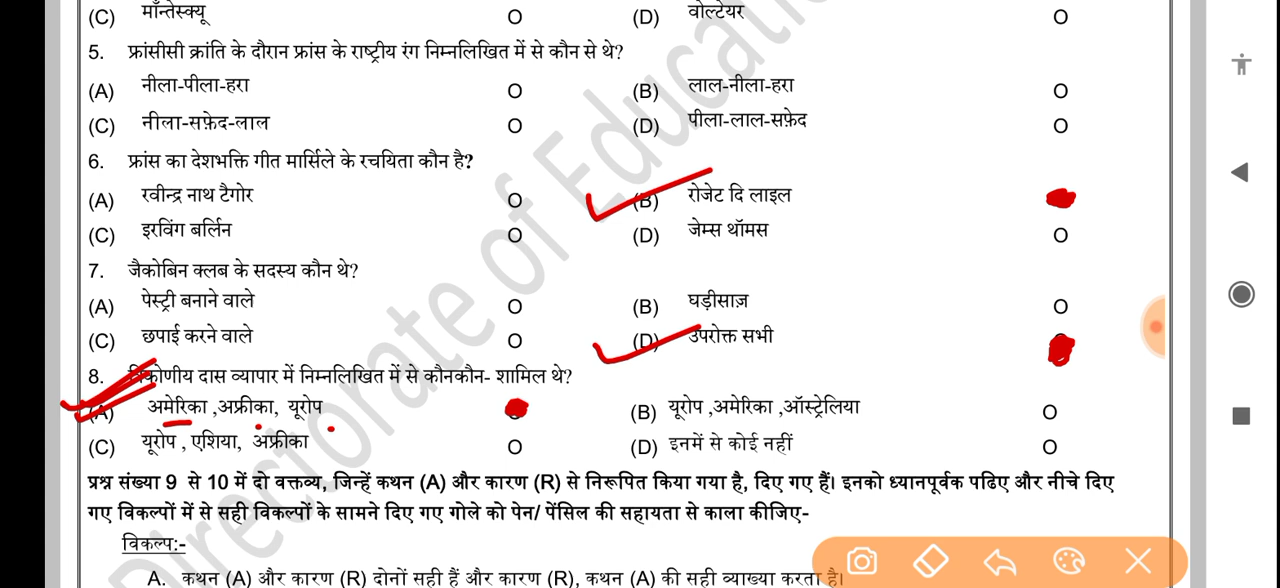 (C) मॉन्तेस्क्यू O (D) वोल्टेयर O
5. फ्रांसीसी क्रांति के दौरान फ्रांस के राष्ट्रीय रंग निम्नलिखित में से कौन से थे?
(A) नीला-पीला-हरा O (B) लाल-नीला-हरा O
(C) नीला-सफ़ेद-लाल O (D) पीला-लाल-सफ़ेद O
6. फ्रांस का देशभक्ति गीत मार्सिले के रचयिता कौन है?
(A) रवीन्द्र नाथ टैगोर O (B) रोजेट दि लाइल
(C) इरविंग बर्लिन O (D) जेम्स थॉमस O
7. जैकोबिन क्लब के सदस्य कौन थे?
(A) पेस्ट्री बनाने वाले O (B) घड़ीसाज़ O
(C) छपाई करने वाले O (D) उपरोक्त सभी
8. त्रिकोणीय दास व्यापार में निम्नलिखित में से कौनकौन- शामिल थे?
(A) अमेरिका ,अफ्रीका, यूरोप (B) यूरोप ,अमेरिका ,ऑस्ट्रेलिया O
(C) यूरोप , एशिया, अफ्रीका O (D) इनमें से कोई नहीं O
प्रश्न संख्या 9 से 10 में दो वक्तव्य, जिन्हें कथन (A) और कारण (R) से निरूपित किया गया है, दिए गए हैं। इनको ध्यानपूर्वक पढिए और नीचे दिए
गए विकल्पों में से सही विकल्पों के सामने दिए गए गोले को पेन/ पेंसिल की सहायता से काला कीजिए-
विकल्प:-
A. कथन (A) और कारण (R) दोनों सही हैं और कारण (R), कथन (A) की सही व्याख्या करता है।
Directorate of Educati